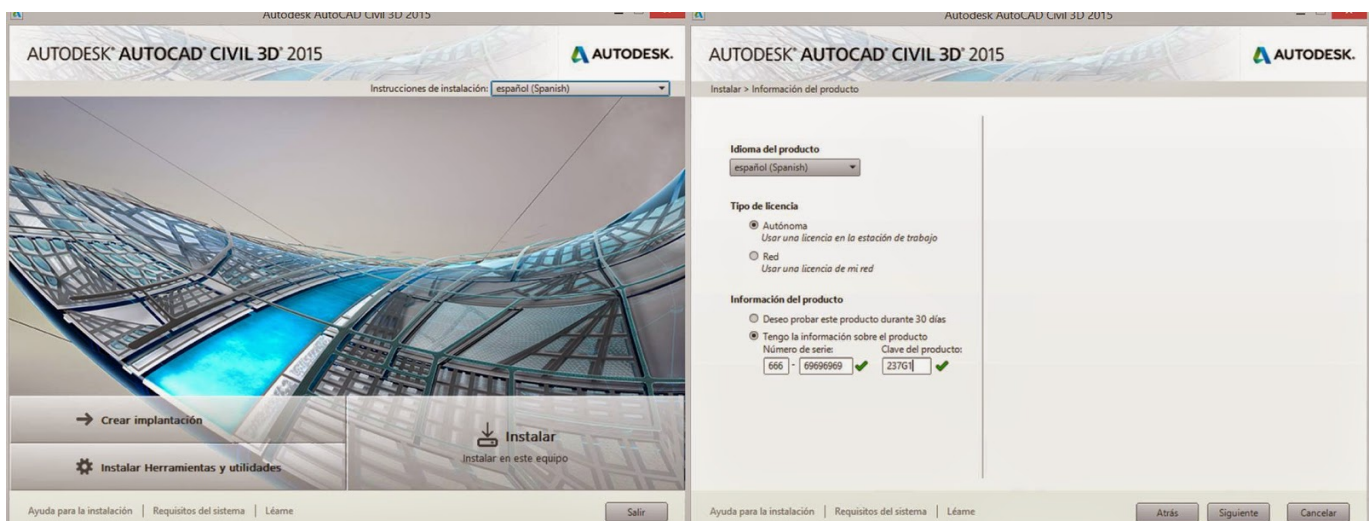 Autodesk AutoCAD Civil 3D 2015
AUTODESK® AUTOCAD® CIVIL 3D® 2015
AUTODESK.
Instrucciones de instalación: español (Spanish)
Crear implantación
Instalar Herramientas y utilidades
Instalar
Instalar en este equipo
Ayuda para la instalación | Requisitos del sistema | Léame
Salir
Autodesk AutoCAD Civil 3D 2015
AUTODESK® AUTOCAD® CIVIL 3D® 2015
AUTODESK.
Instalar > Información del producto
Idioma del producto
español (Spanish)
Tipo de licencia
Autónoma
Usar una licencia en la estación de trabajo
Red
Usar una licencia de mi red
Información del producto
Deseo probar este producto durante 30 días
Tengo la información sobre el producto
Número de serie: Clave del producto:
666 - 69696969 237G1
Ayuda para la instalación | Requisitos del sistema | Léame
Atrás Siguiente Cancelar